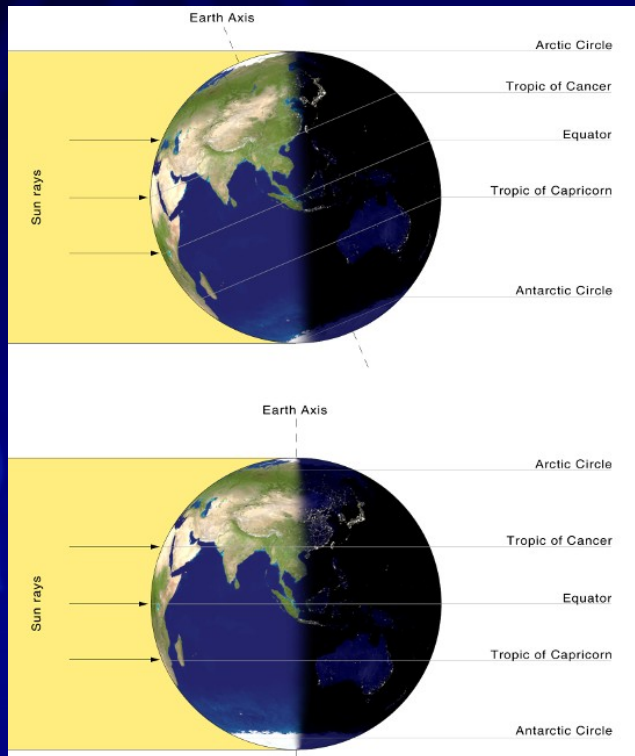 Earth Axis
Arctic Circle
Tropic of Cancer
Equator
Sun rays
Tropic of Capricorn
Antarctic Circle
Earth Axis
Arctic Circle
Tropic of Cancer
Sun rays
Equator
Tropic of Capricorn
Antarctic Circle